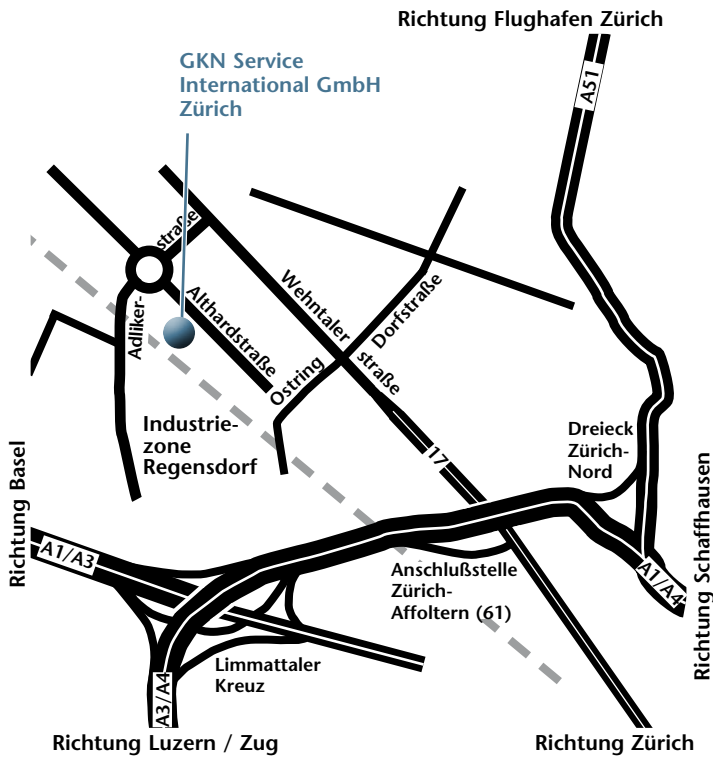 Richtung Flughafen Zürich
GKN Service
International GmbH
Zürich
A51
straße
Adliker-
Althardstraße
Wehntaler
straße
Dorfstraße
Ostring
Industrie-
zone
Regensdorf
17
Dreieck
Zürich-
Nord
Richtung Basel
A1/A3
Anschlußstelle
Zürich-
Affoltern (61)
A1/A4
Richtung Schaffhausen
Limmattaler
Kreuz
A3/A4
Richtung Luzern / Zug
Richtung Zürich